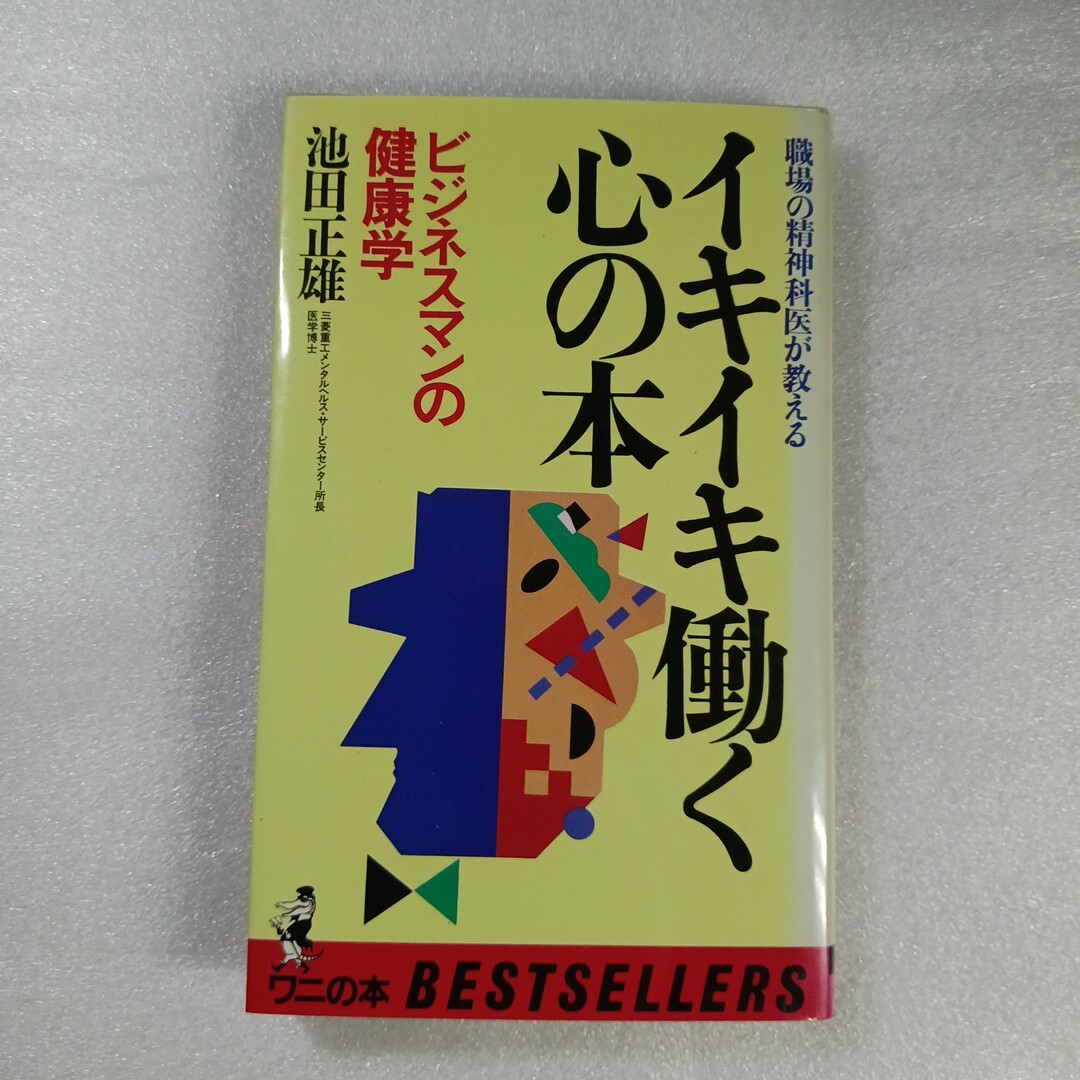 職場の精神科医が教える
イキイキ働く
心の本
ビジネスマンの
健康学
池田正雄
三菱重工メンタルヘルス・サービスセンター所長
医学博士
ワニの本
BESTSELLERS